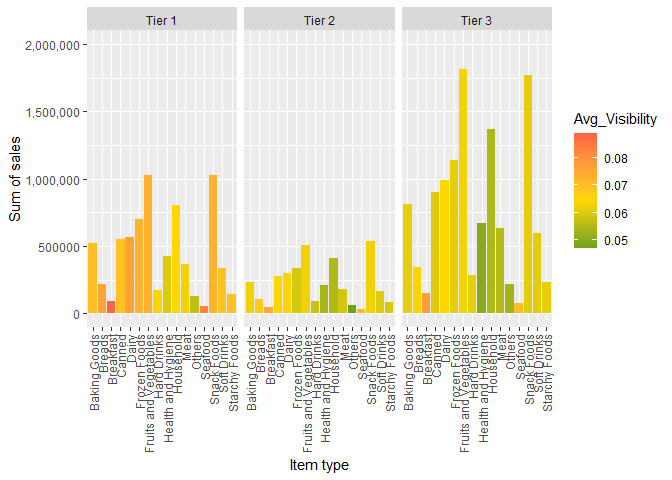 Tier 1 Tier 2 Tier 3
Sum of sales
2,000,000
1,500,000
1,000,000
500000
0
Baking Goods
Breads
Breakfast
Canned
Dairy
Frozen Foods
Fruits and Vegetables
Hard Drinks
Health and Hygiene
Household
Meat
Others
Seafood
Snack Foods
Soft Drinks
Starchy Foods
Baking Goods
Breads
Breakfast
Canned
Dairy
Frozen Foods
Fruits and Vegetables
Hard Drinks
Health and Hygiene
Household
Meat
Others
Seafood
Snack Foods
Soft Drinks
Starchy Foods
Baking Goods
Breads
Breakfast
Canned
Dairy
Frozen Foods
Fruits and Vegetables
Hard Drinks
Health and Hygiene
Household
Meat
Others
Seafood
Snack Foods
Soft Drinks
Starchy Foods
Item type
Avg_Visibility
0.08
0.07
0.06
0.05